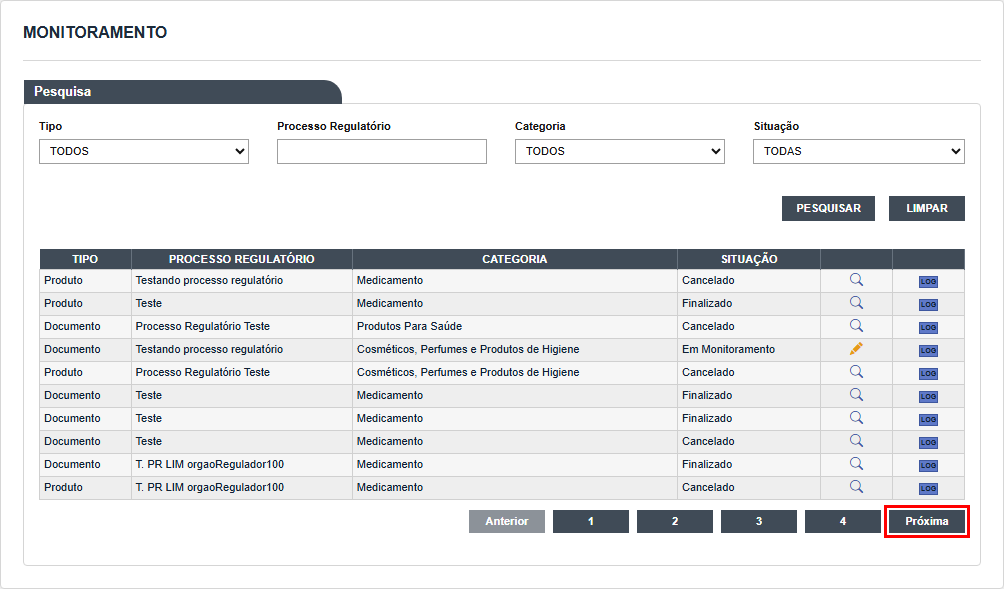 MONITORAMENTO
Pesquisa
Tipo Processo Regulatório Categoria Situação
TODOS TODOS TODAS
PESQUISAR LIMPAR
TIPO PROCESSO REGULATÓRIO CATEGORIA SITUAÇÃO
Produto Testando processo regulatório Medicamento Cancelado LOG
Produto Teste Medicamento Finalizado LOG
Documento Processo Regulatório Teste Produtos Para Saúde Cancelado LOG
Documento Testando processo regulatório Cosméticos, Perfumes e Produtos de Higiene Em Monitoramento LOG
Produto Processo Regulatório Teste Cosméticos, Perfumes e Produtos de Higiene Cancelado LOG
Documento Teste Medicamento Finalizado LOG
Documento Teste Medicamento Finalizado LOG
Documento Teste Medicamento Cancelado LOG
Documento T. PR LIM orgaoRegulador100 Medicamento Finalizado LOG
Produto T. PR LIM orgaoRegulador100 Medicamento Cancelado LOG
Anterior 1 2 3 4 Próxima